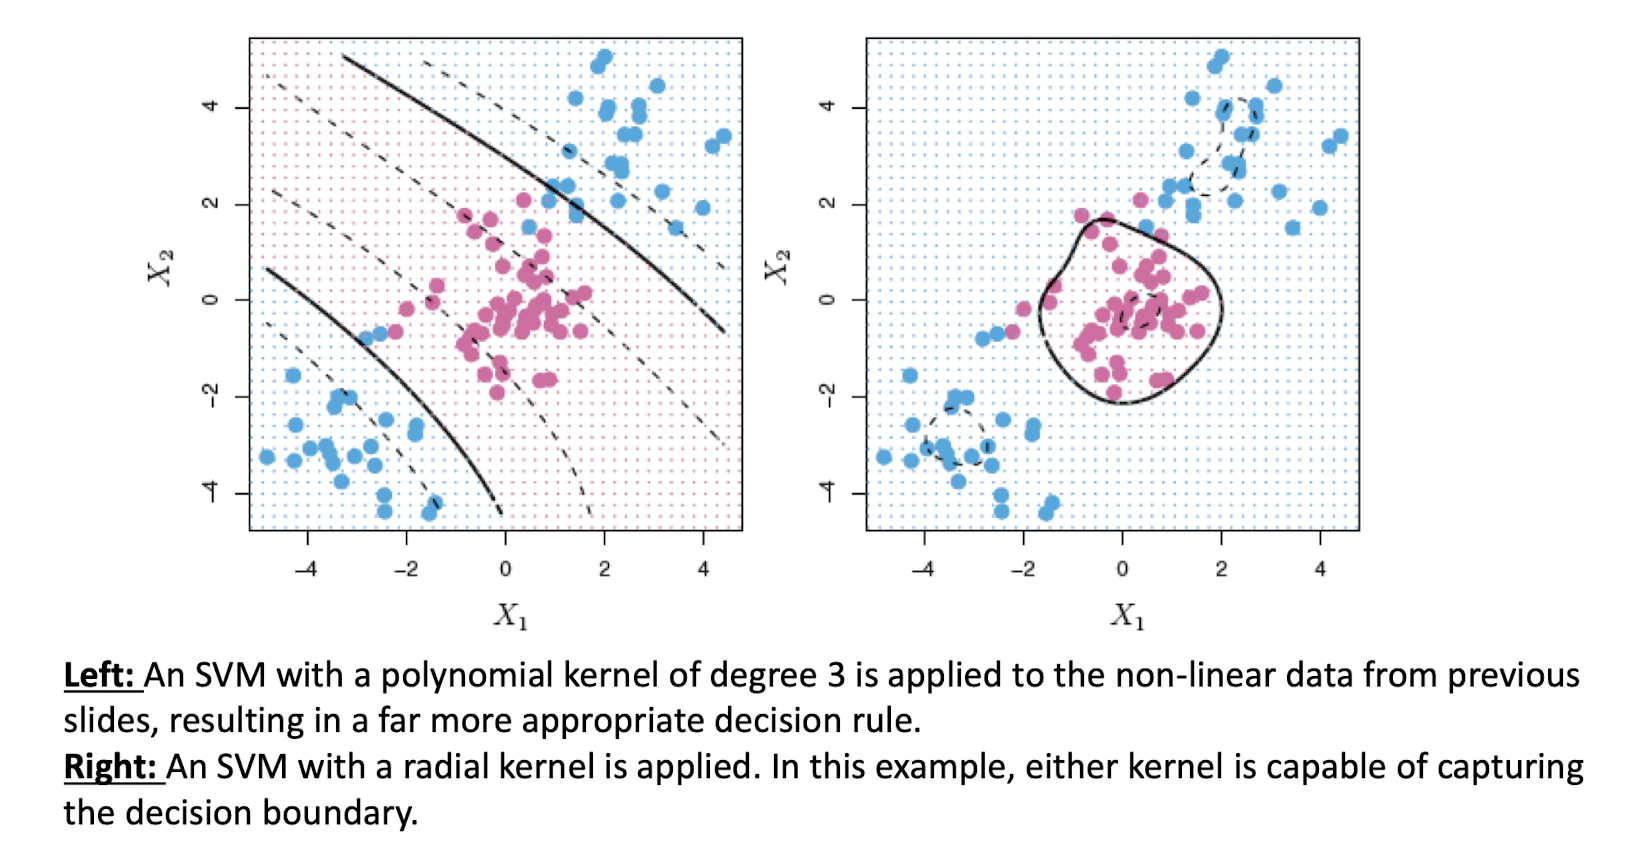 4
2
0
-2
-4
X2
-4
-2
0
2
4
X1
4
2
0
-2
-4
X2
-4
-2
0
2
4
X1
Left: An SVM with a polynomial kernel of degree 3 is applied to the non-linear data from previous
slides, resulting in a far more appropriate decision rule.
Right: An SVM with a radial kernel is applied. In this example, either kernel is capable of capturing
the decision boundary.